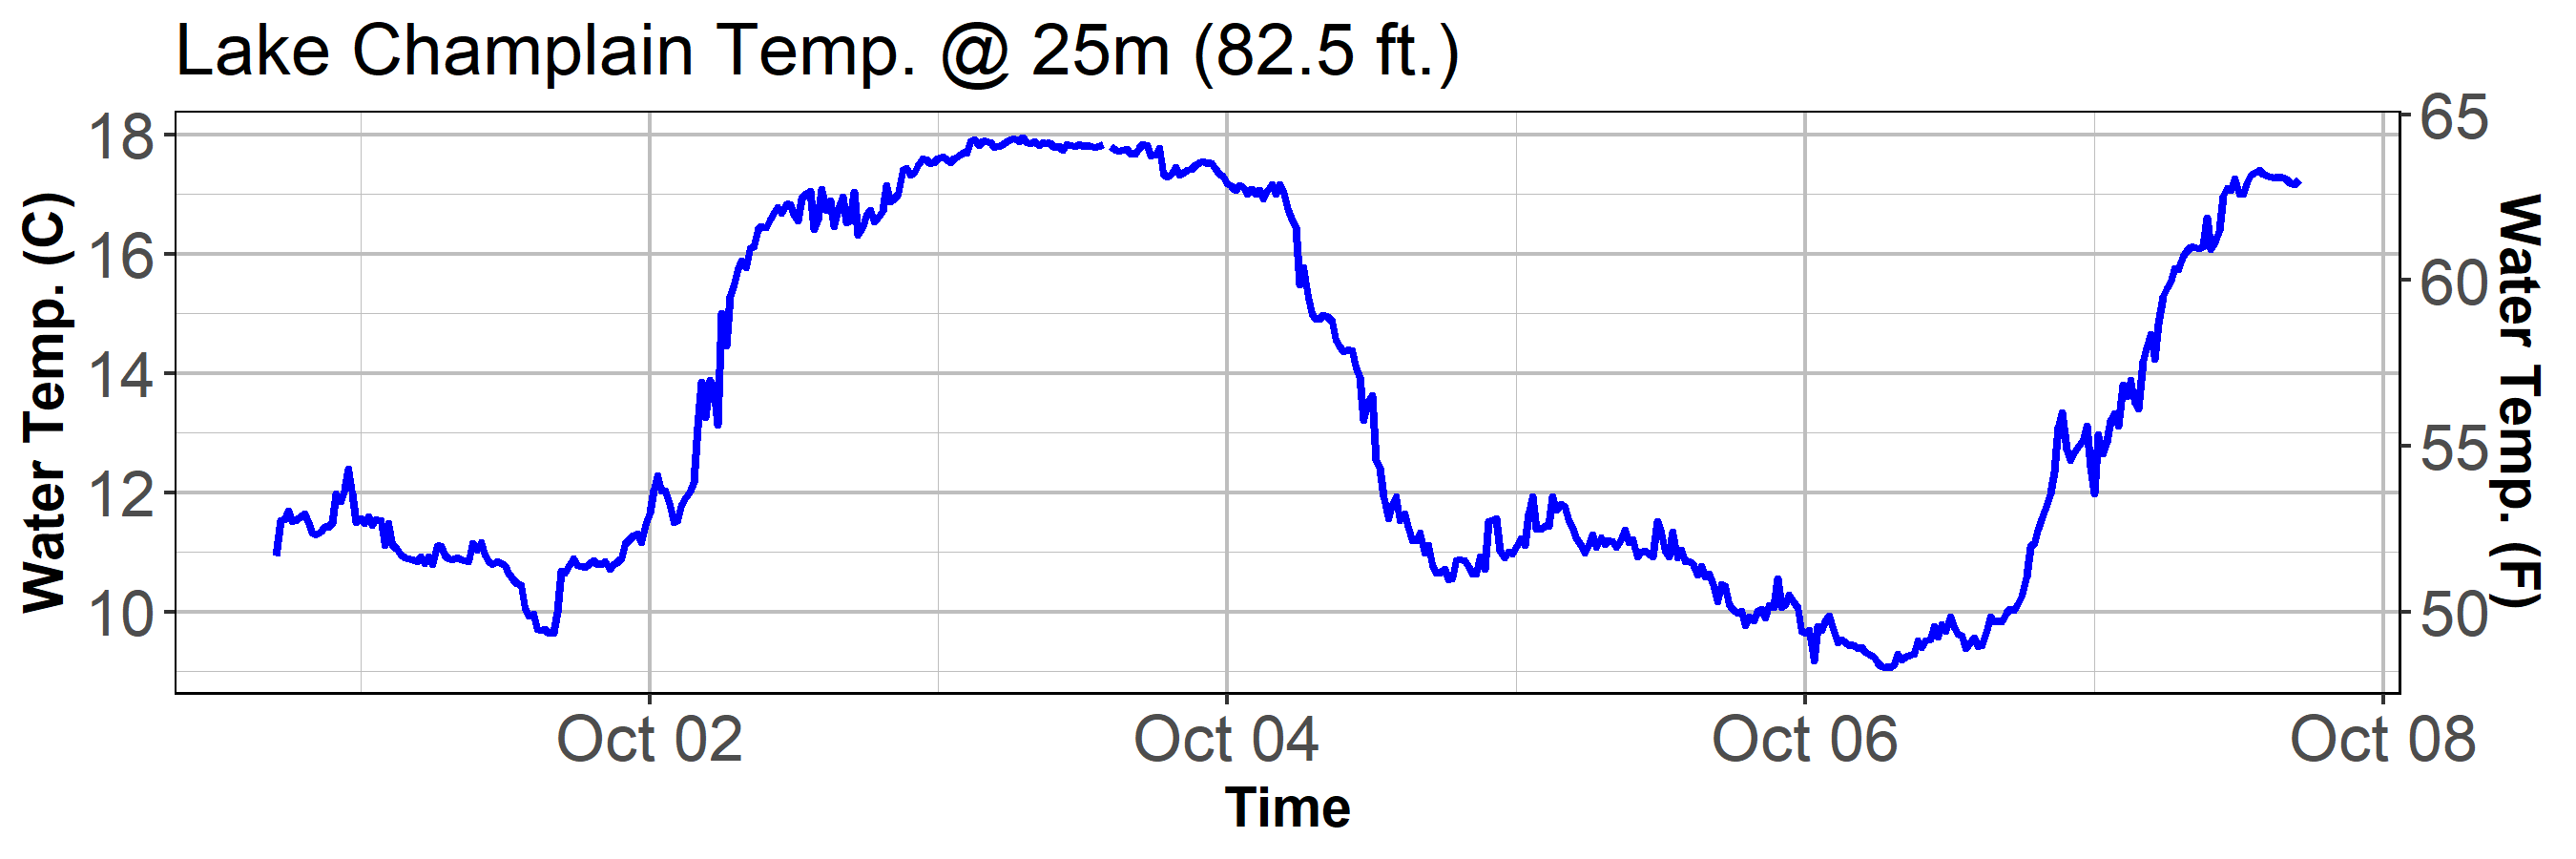 Lake Champlain Temp. @ 25m (82.5 ft.)
Water Temp. (C)
18
16
14
12
10
65
60
55
50
Water Temp. (F)
Oct 02 Oct 04 Oct 06 Oct 08
Time